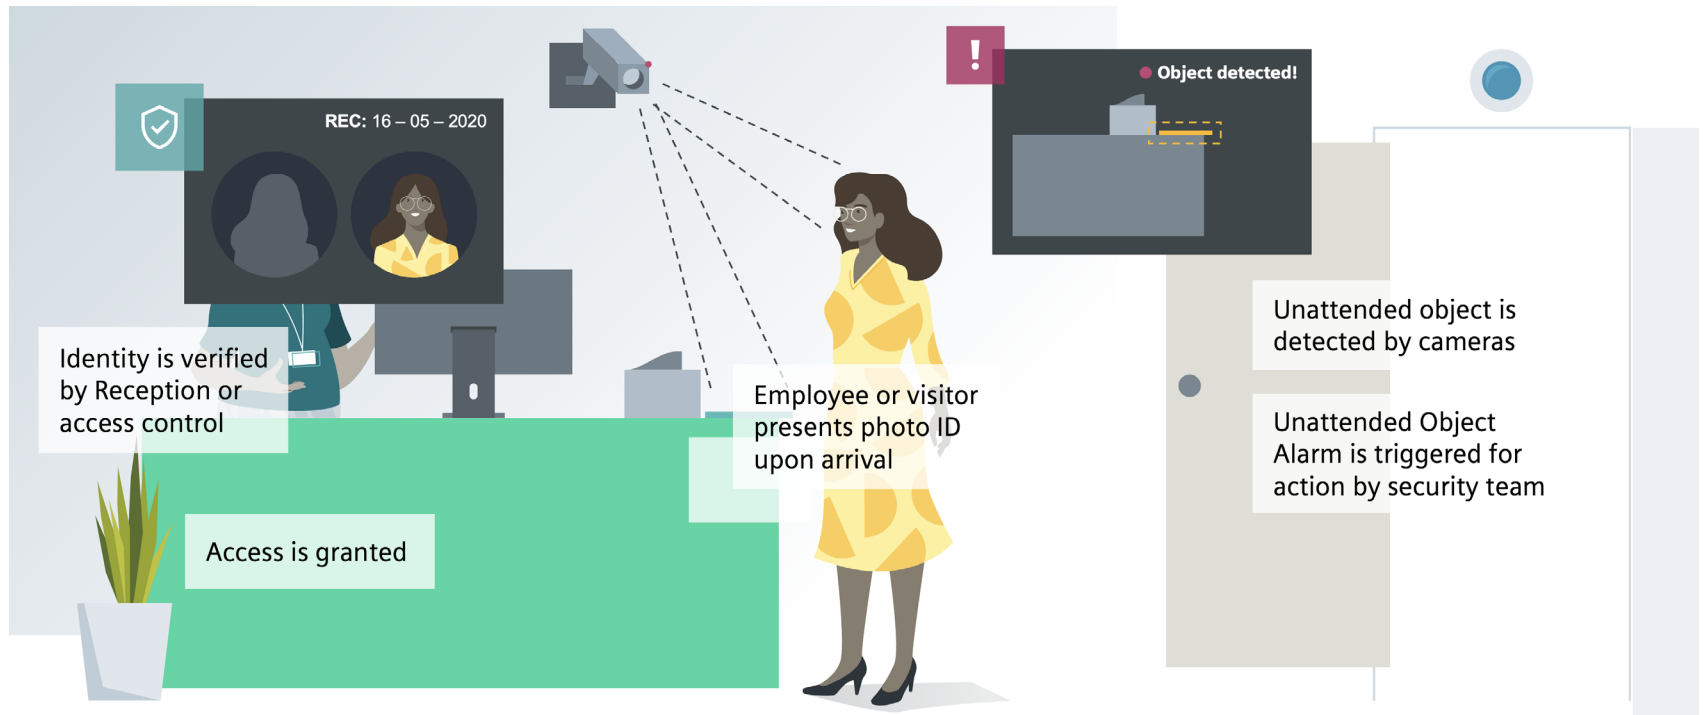 REC: 16 – 05 – 2020
Identity is verified
by Reception or
access control
Access is granted
Employee or visitor
presents photo ID
upon arrival
!
Object detected!
Unattended object is
detected by cameras
Unattended Object
Alarm is triggered for
action by security team